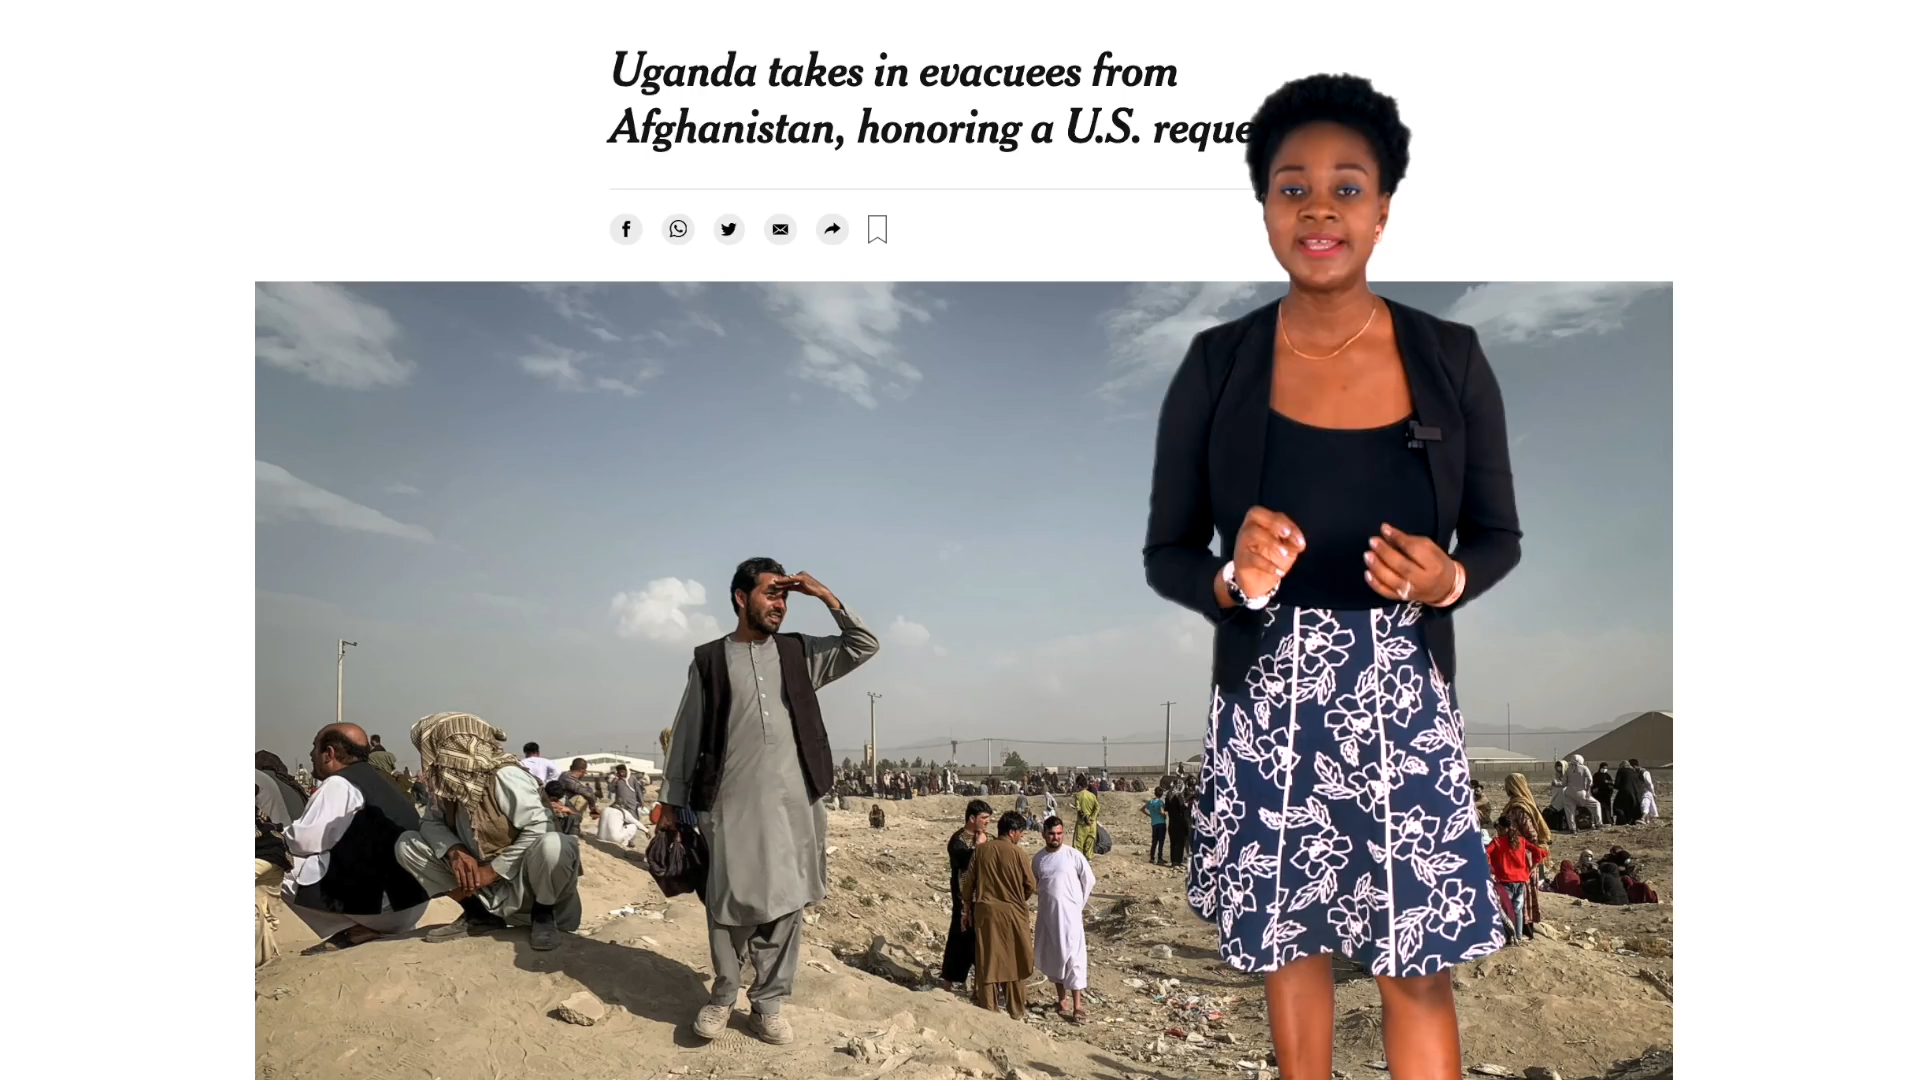 Uganda takes in evacuees from
Afghanistan, honoring a U.S. reque